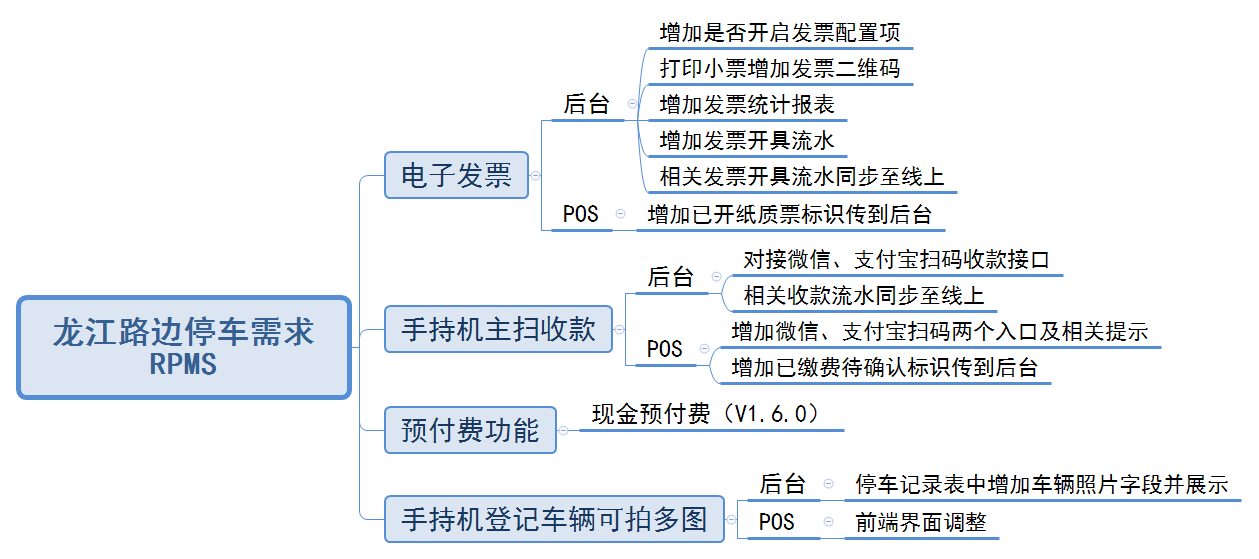 龙江路边停车需求
RPMS
电子发票
后台
增加是否开启发票配置项
打印小票增加发票二维码
增加发票统计报表
增加发票开具流水
相关发票开具流水同步至线上
POS
增加已开纸质票标识传到后台
手持机主扫收款
后台
对接微信、支付宝扫码收款接口
相关收款流水同步至线上
POS
增加微信、支付宝扫码两个入口及相关提示
增加已缴费待确认标识传到后台
预付费功能
现金预付费（V1.6.0）
手持机登记车辆可拍多图
后台
停车记录表中增加车辆照片字段并展示
POS
前端界面调整